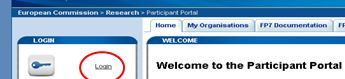 European Commission > Research > Participant Portal
Home My Organisations FP7 Documentation
LOGIN WELCOME
Login
Welcome to the Participant Portal